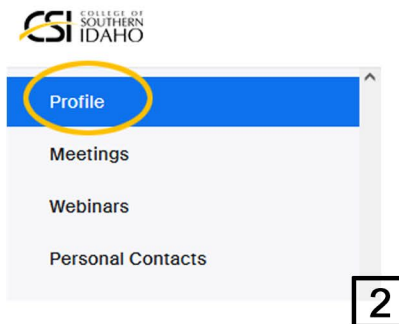 CSI COLLEGE OF
SOUTHERN
IDAHO
Profile
Meetings
Webinars
Personal Contacts
2